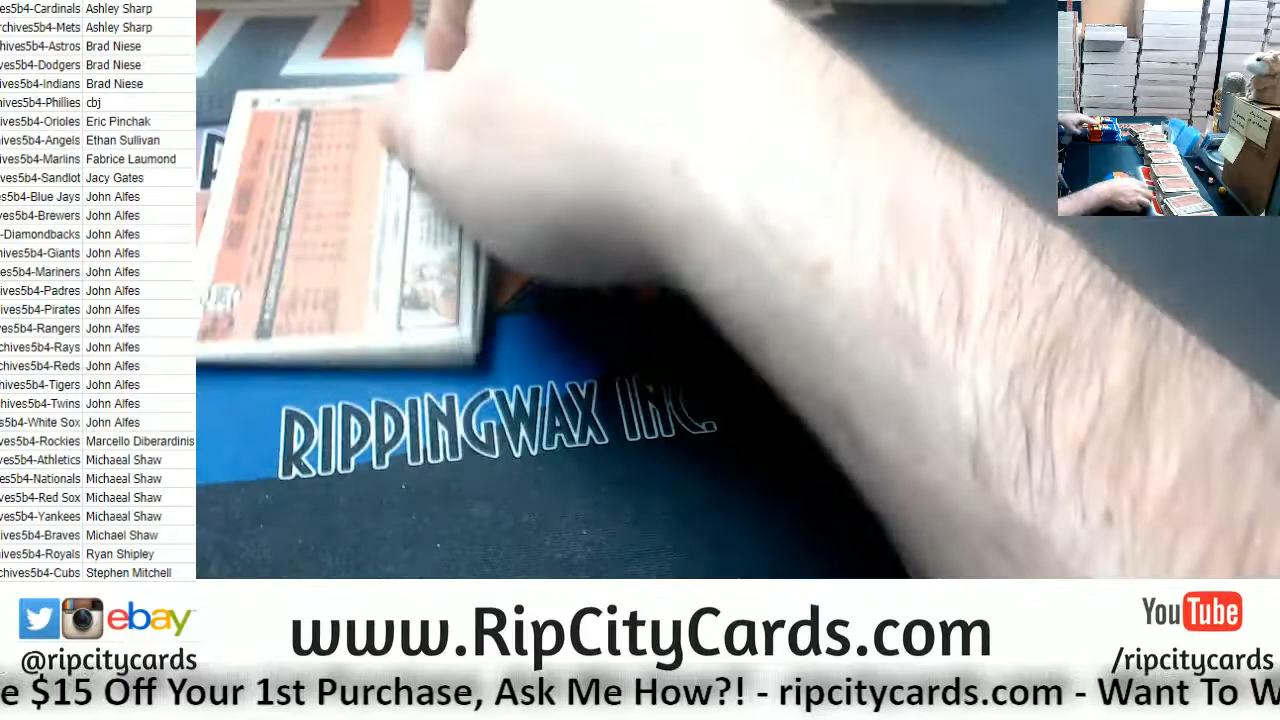 es5b4-Cardinals Ashley Sharp
rchives5b4-Mets Ashley Sharp
hives5b4-Astros Brad Niese
ves5b4-Dodgers Brad Niese
ives5b4-Indians Brad Niese
ives5b4-Phillies cbj
ives5b4-Orioles Eric Pinchak
hives5b4-Angels Ethan Sullivan
ives5b4-Marlins Fabrice Laumond
ves5b4-Sandlot Jacy Gates
es5b4-Blue Jays John Alfes
es5b4-Brewers John Alfes
-Diamondbacks John Alfes
hives5b4-Giants John Alfes
es5b4-Mariners John Alfes
ives5b4-Padres John Alfes
ves5b4-Pirates John Alfes
es5b4-Rangers John Alfes
chives5b4-Rays John Alfes
chives5b4-Reds John Alfes
hives5b4-Tigers John Alfes
hives5b4-Twins John Alfes
s5b4-White Sox John Alfes
es5b4-Rockies Marcello Diberardinis
es5b4-Athletics Michaeal Shaw
es5b4-Nationals Michaeal Shaw
ves5b4-Red Sox Michaeal Shaw
ves5b4-Yankees Michaeal Shaw
ives5b4-Braves Michael Shaw
ives5b4-Royals Ryan Shipley
chives5b4-Cubs Stephen Mitchell
RIPPINGWAX INC.
ebay
@ripcitycards
www.RipCityCards.com
YouTube
/ripcitycards
e $15 Off Your 1st Purchase, Ask Me How?! - ripcitycards.com - Want To W